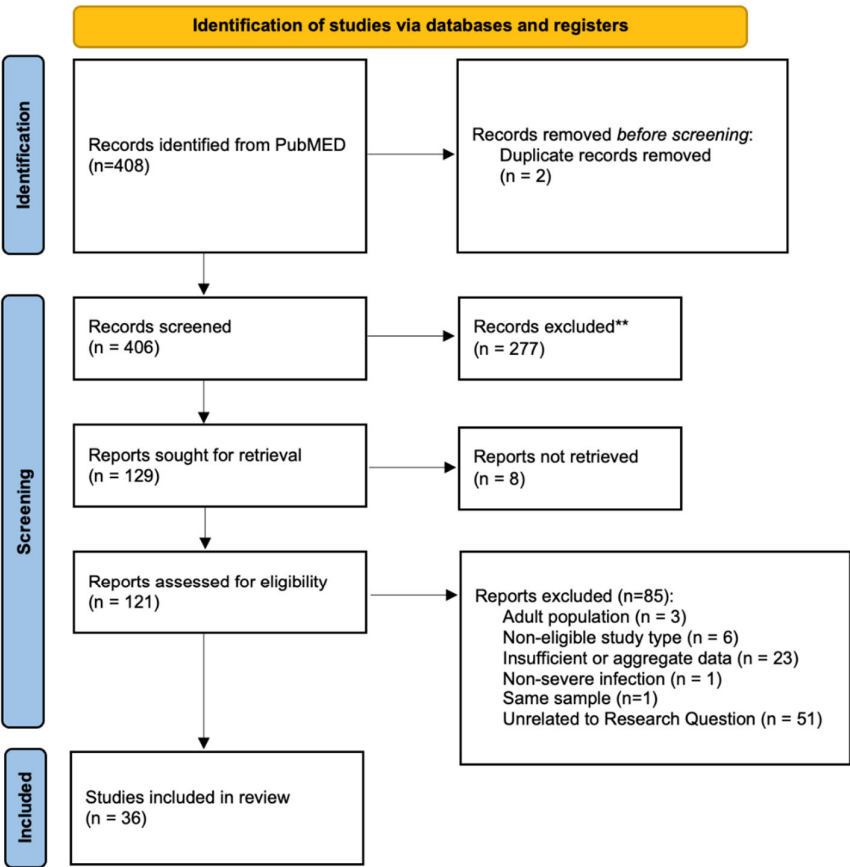 Identification of studies via databases and registers
Identification
Records identified from PubMED
(n=408)
Records removed before screening:
Duplicate records removed
(n = 2)
Screening
Records screened
(n = 406)
Records excluded**
(n = 277)
Reports sought for retrieval
(n = 129)
Reports not retrieved
(n = 8)
Reports assessed for eligibility
(n = 121)
Reports excluded (n=85):
Adult population (n = 3)
Non-eligible study type (n = 6)
Insufficient or aggregate data (n = 23)
Non-severe infection (n = 1)
Same sample (n=1)
Unrelated to Research Question (n = 51)
Included
Studies included in review
(n = 36)